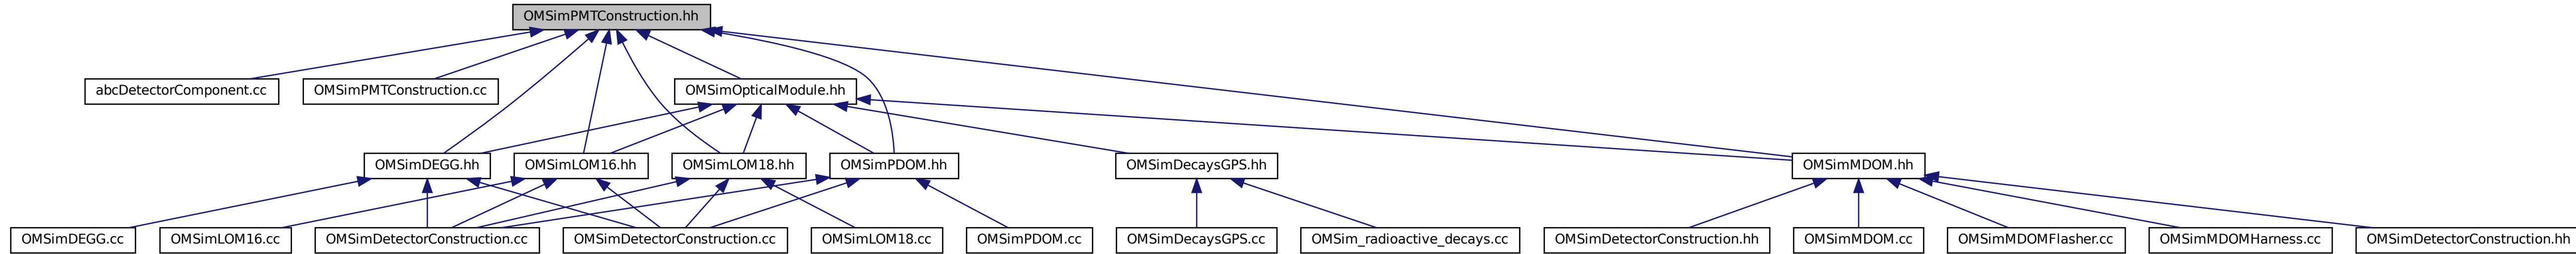 OMSimPMTConstruction.hh
abcDetectorComponent.cc
OMSimPMTConstruction.cc
OMSimOpticalModule.hh
OMSimDEGG.hh
OMSimLOM16.hh
OMSimLOM18.hh
OMSimPDOM.hh
OMSimDecaysGPS.hh
OMSimMDOM.hh
OMSimDEGG.cc
OMSimLOM16.cc
OMSimDetectorConstruction.cc
OMSimDetectorConstruction.cc
OMSimLOM18.cc
OMSimPDOM.cc
OMSimDecaysGPS.cc
OMSim_radioactive_decays.cc
OMSimDetectorConstruction.hh
OMSimMDOM.cc
OMSimMDOMFlasher.cc
OMSimMDOMHarness.cc
OMSimDetectorConstruction.hh